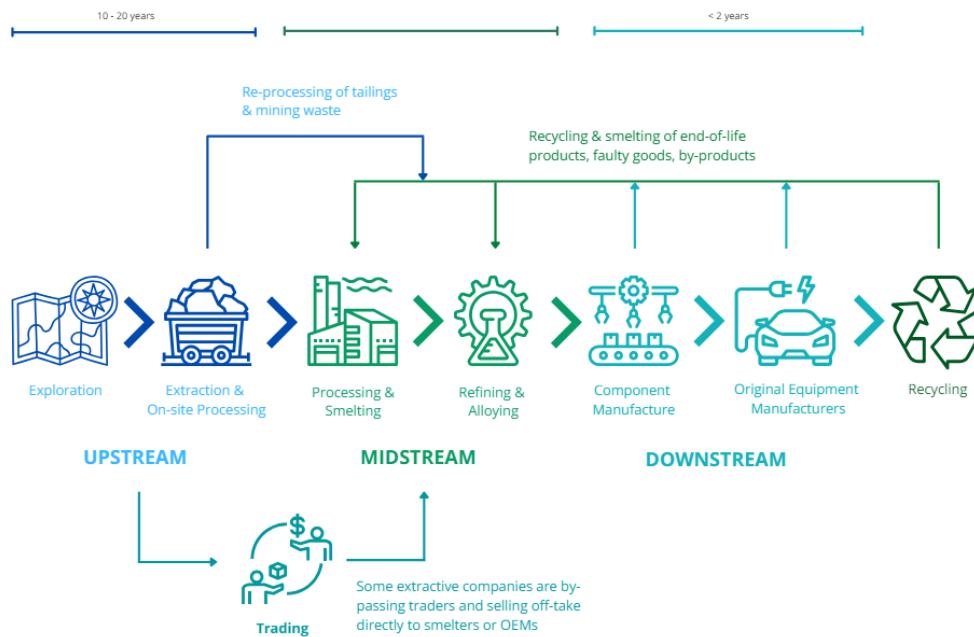 10 - 20 years
< 2 years
Re-processing of tailings
& mining waste
Recycling & smelting of end-of-life
products, faulty goods, by-products
Exploration
Extraction &
On-site Processing
Processing &
Smelting
Refining &
Alloying
Component
Manufacture
Original Equipment
Manufacturers
Recycling
UPSTREAM
MIDSTREAM
DOWNSTREAM
$
Trading
Some extractive companies are by-
passing traders and selling off-take
directly to smelters or OEMs